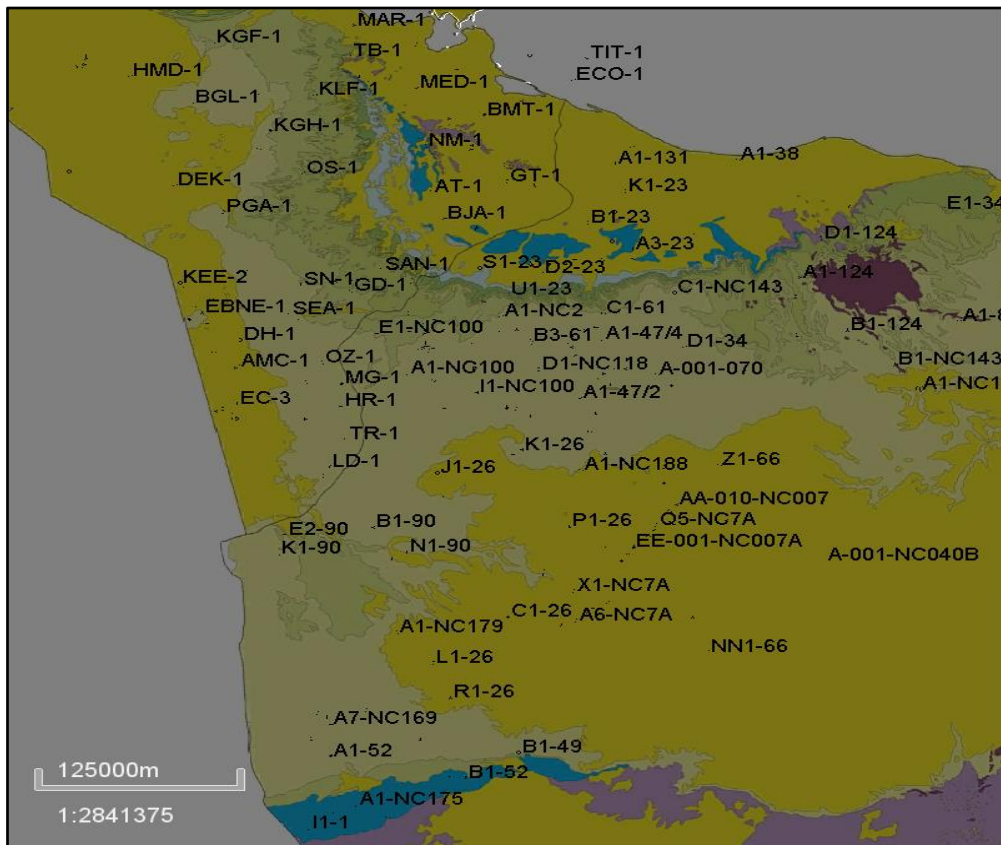 MAR-1
KGF-1
TB-1
TIT-1
HMD-1
ECO-1
KLF-1
MED-1
BGL-1
BMT-1
KGH-1
NM-1
A1-38
A1-131
OS-1
GT-1
DEK-1
AT-1
K1-23
E1-34
PGA-1
BJA-1
B1-23
D1-124
A3-23
SAN-1
S1-23
D2-23
A1-124
KEE-2
SN-1
GD-1
U1-23
C1-NC143
EBNE-1
SEA-1
A1-NC2
C1-61
A1-8
E1-NC100
B1-124
DH-1
B3-61
A1-47/4
D1-34
AMC-1
OZ-1
A1-NG100
D1-NC118
A-001-070
B1-NC143
MG-1
I1-NC100
A1-NC1
EC-3
HR-1
A1-47/2
TR-1
K1-26
LD-1
J1-26
A1-NC188
Z1-66
AA-010-NC007
E2-90
B1-90
P1-26
Q5-NC7A
K1-90
N1-90
EE-001-NC007A
A-001-NC040B
X1-NC7A
C1-26
A6-NC7A
A1-NC179
NN1-66
L1-26
R1-26
A7-NC169
A1-52
B1-49
125000m
B1-52
A1-NC175
1:2841375
I1-1